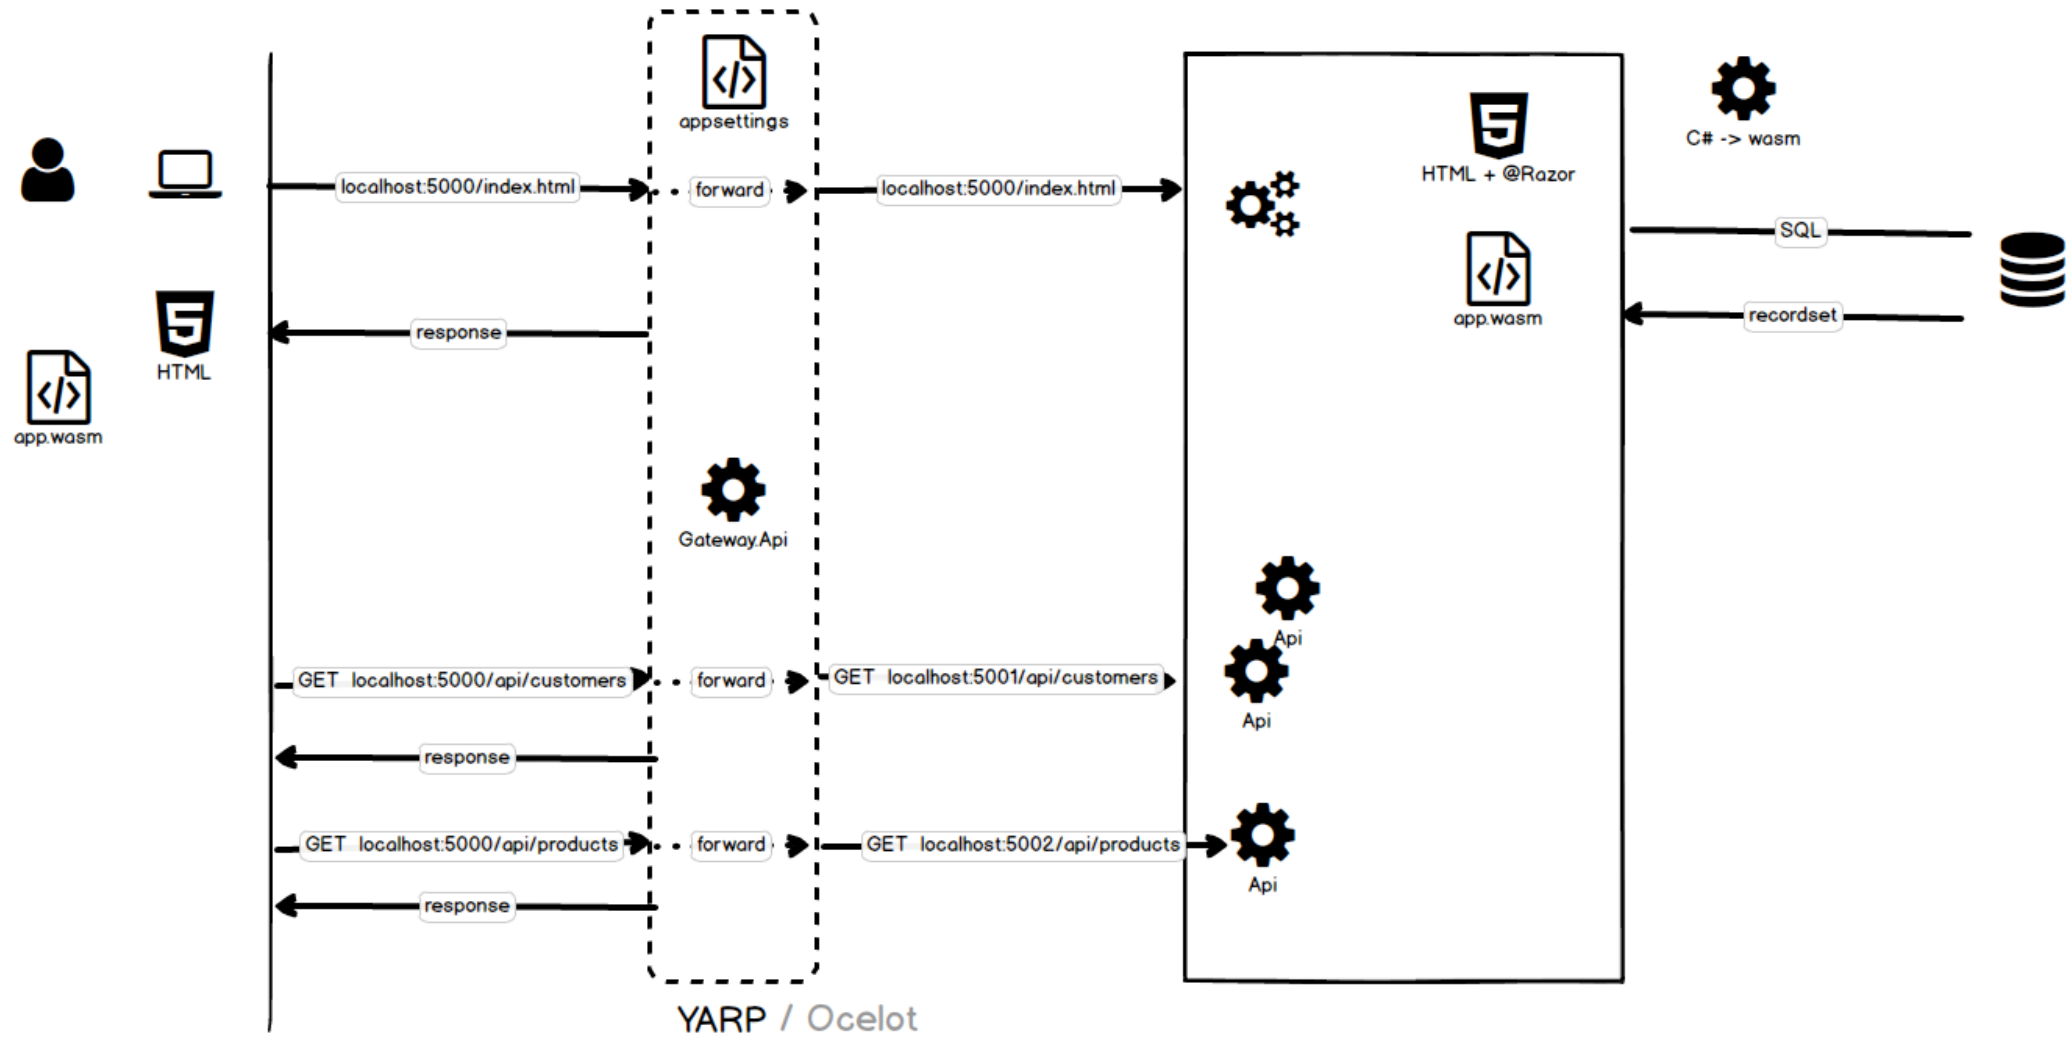 appsettings
C# -> wasm
HTML + @Razor
localhost:5000/index.html
forward
localhost:5000/index.html
SQL
app.wasm
recordset
response
HTML
app.wasm
Gateway.Api
Api
GET localhost:5000/api/customers
forward
GET localhost:5001/api/customers
Api
response
GET localhost:5000/api/products
forward
GET localhost:5002/api/products
Api
response
YARP / Ocelot